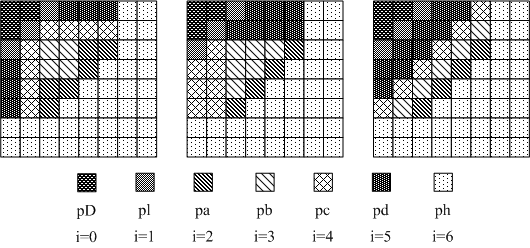 pD pl pa pb pc pd ph
i=0 i=1 i=2 i=3 i=4 i=5 i=6